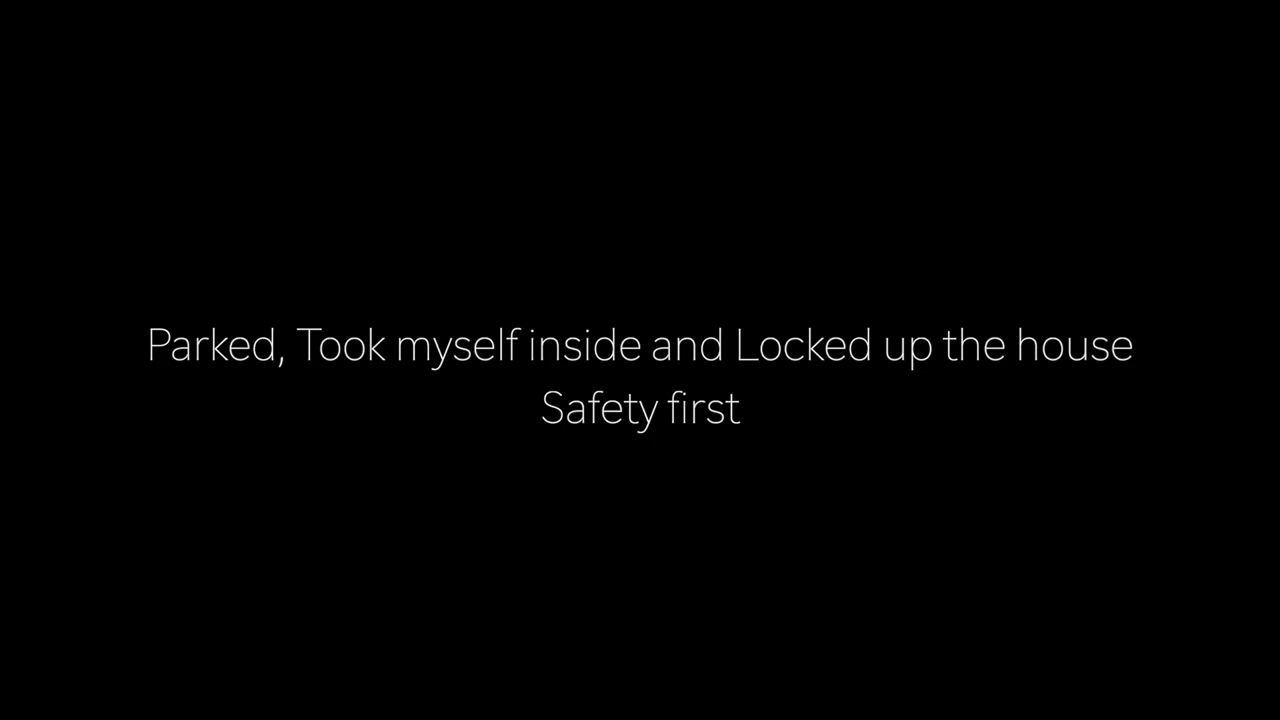 Parked, Took myself inside and Locked up the house
Safety first